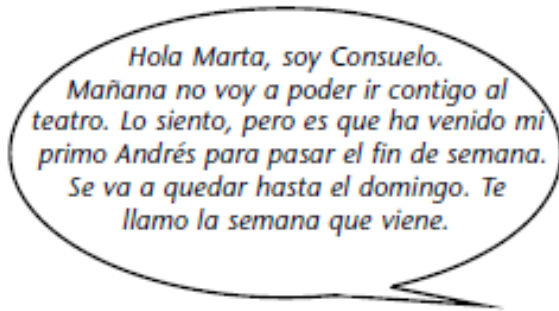 Hola Marta, soy Consuelo.
Mañana no voy a poder ir contigo al
teatro. Lo siento, pero es que ha venido mi
primo Andrés para pasar el fin de semana.
Se va a quedar hasta el domingo. Te
llamo la semana que viene.